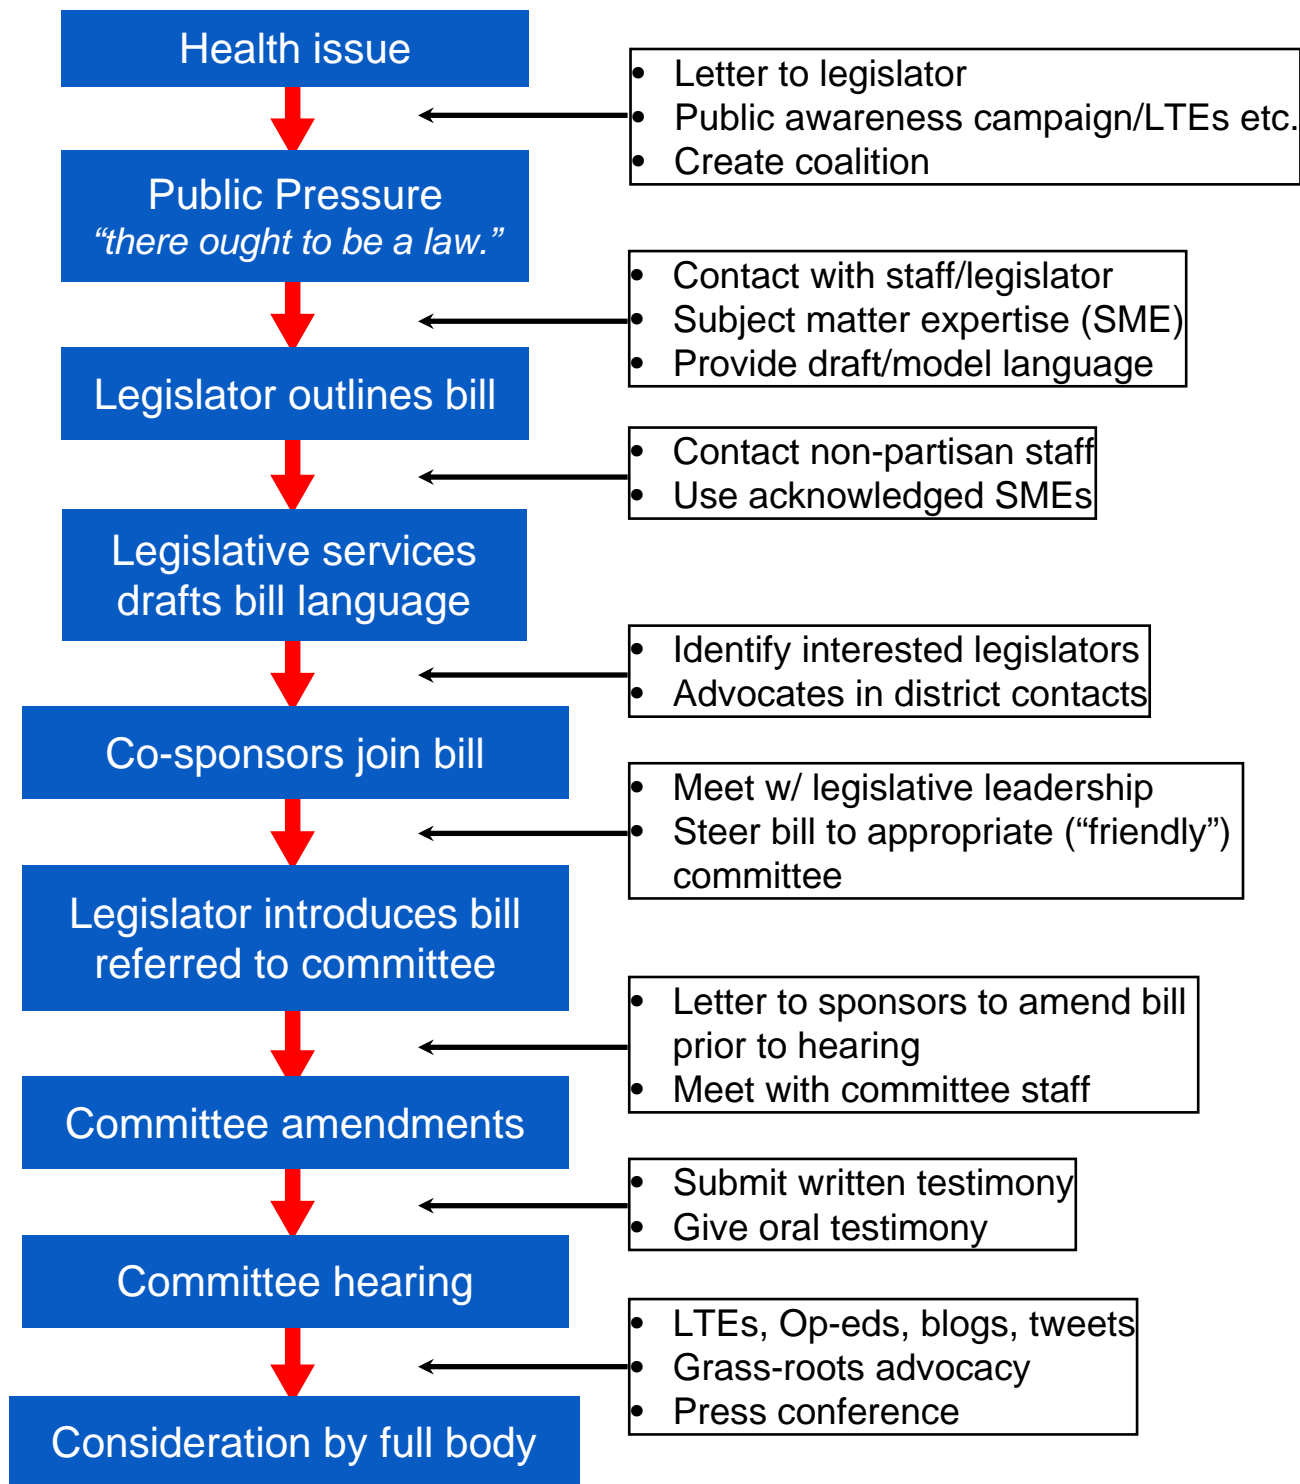 Health issue
• Letter to legislator
• Public awareness campaign/LTEs etc.
• Create coalition
Public Pressure
“there ought to be a law.”
• Contact with staff/legislator
• Subject matter expertise (SME)
• Provide draft/model language
Legislator outlines bill
• Contact non-partisan staff
• Use acknowledged SMEs
Legislative services
drafts bill language
• Identify interested legislators
• Advocates in district contacts
Co-sponsors join bill
• Meet w/ legislative leadership
• Steer bill to appropriate (“friendly”)
committee
Legislator introduces bill
referred to committee
• Letter to sponsors to amend bill
prior to hearing
• Meet with committee staff
Committee amendments
• Submit written testimony
• Give oral testimony
Committee hearing
• LTEs, Op-eds, blogs, tweets
• Grass-roots advocacy
• Press conference
Consideration by full body